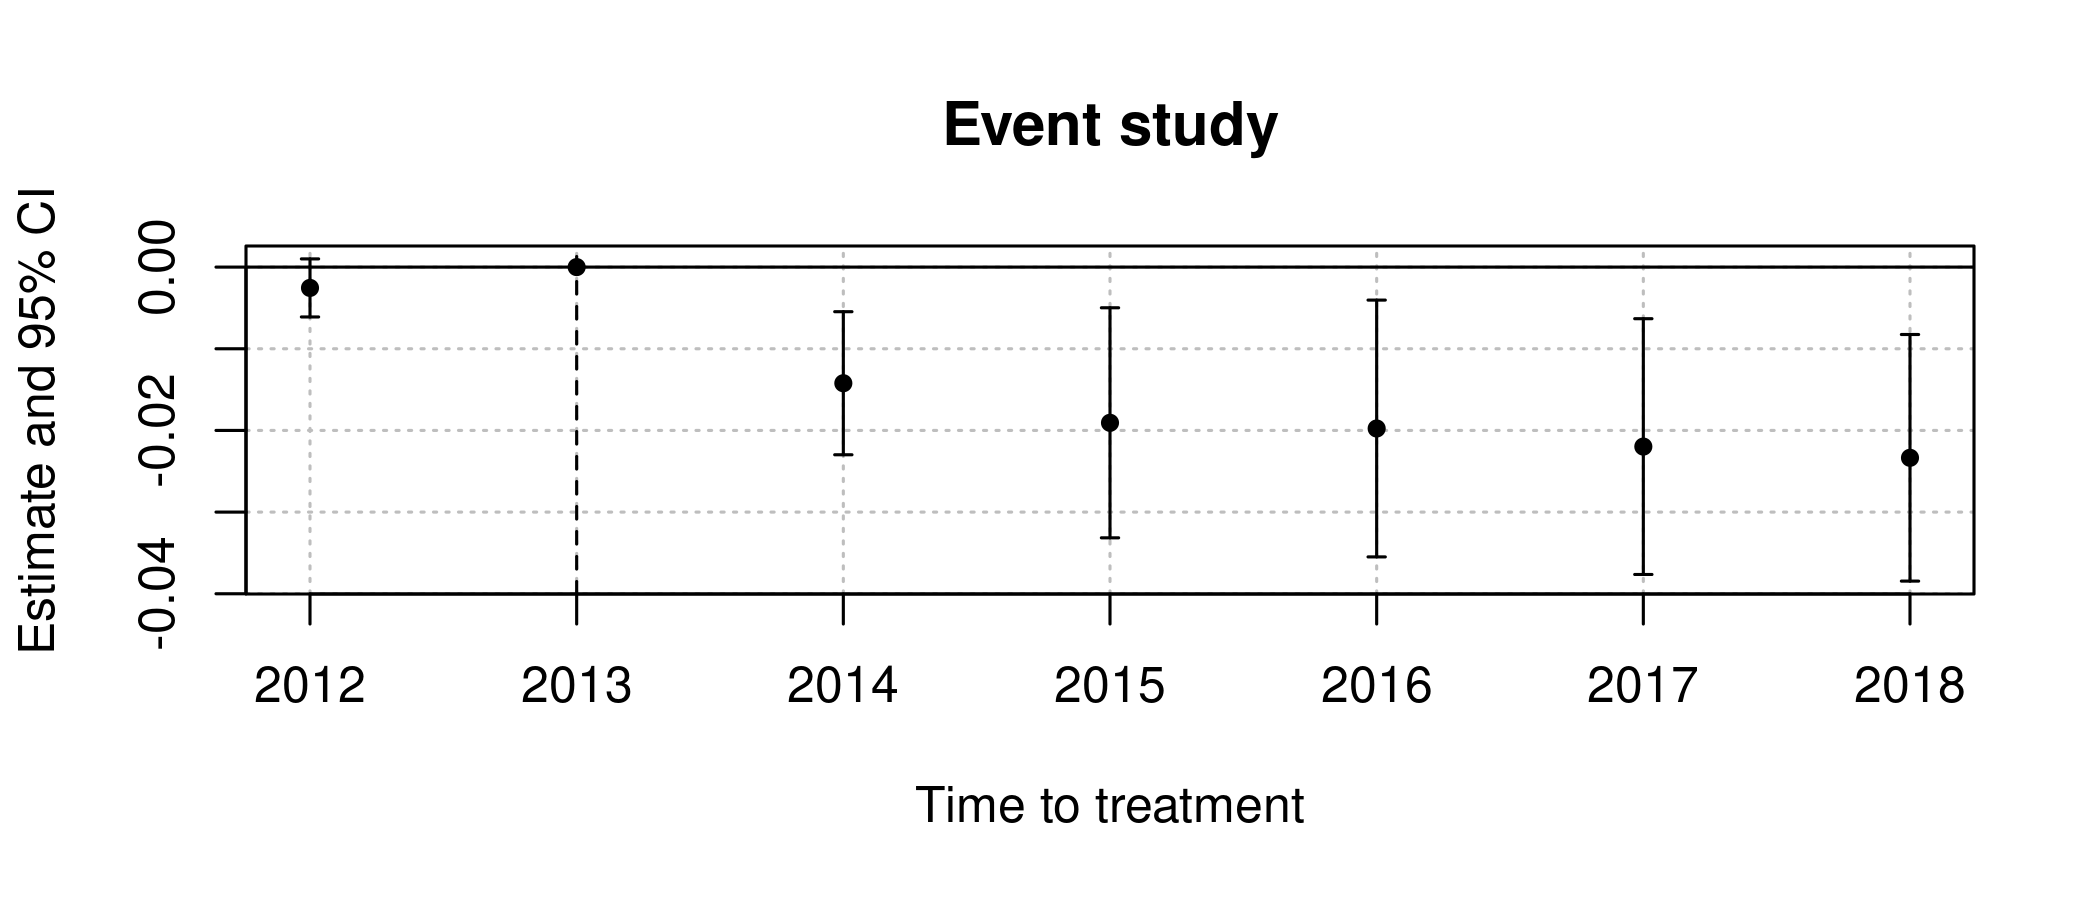 Event study
Estimate and 95% CI
0.00
-0.02
-0.04
2012 2013 2014 2015 2016 2017 2018
Time to treatment